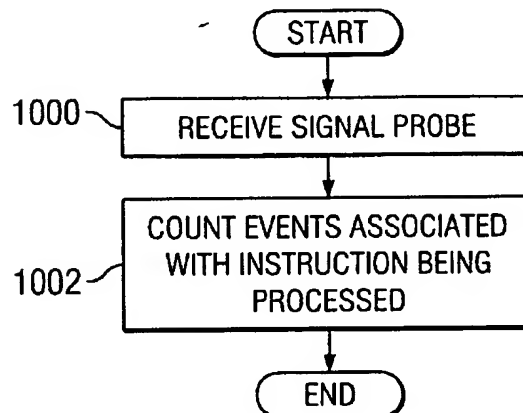 START
1000
RECEIVE SIGNAL PROBE
1002
COUNT EVENTS ASSOCIATED
WITH INSTRUCTION BEING
PROCESSED
END